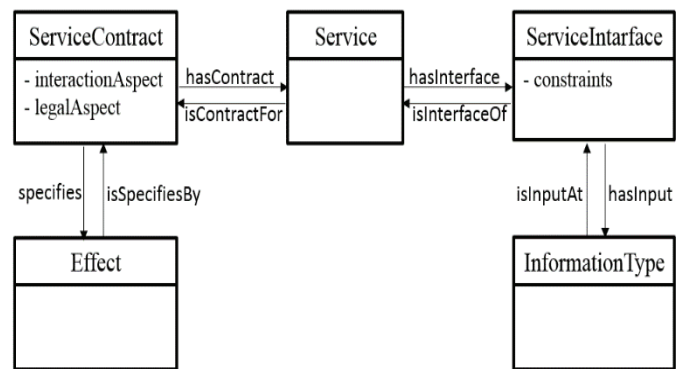 ServiceContract
- interactionAspect
- legalAspect
hasContract
isContractFor
Service
hasInterface
isInterfaceOf
ServiceIntarface
- constraints
specifies
isSpecifiesBy
isInputAt
hasInput
Effect
InformationType